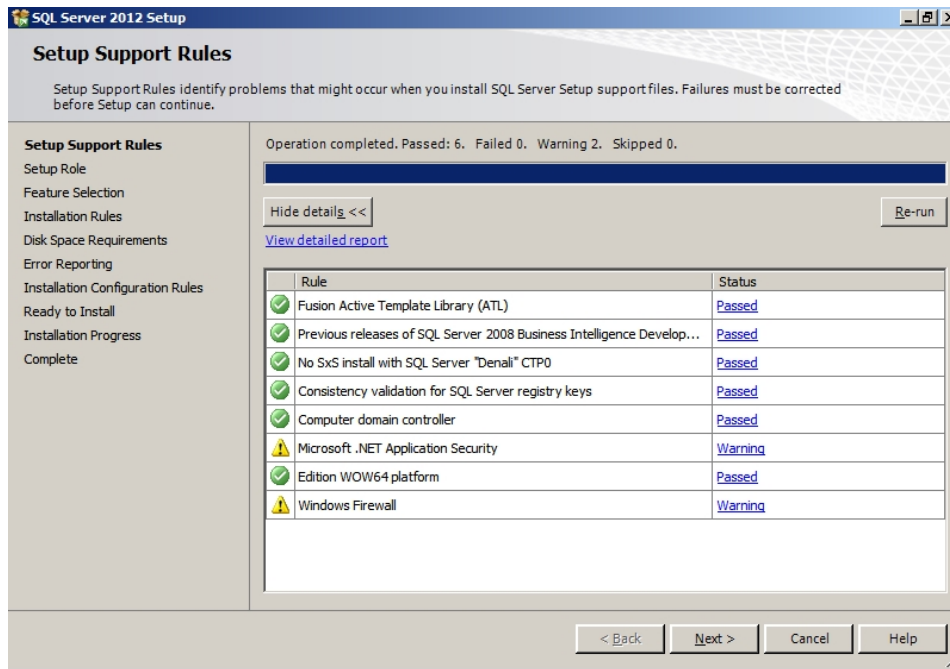 SQL Server 2012 Setup
Setup Support Rules
Setup Support Rules identify problems that might occur when you install SQL Server Setup support files. Failures must be corrected
before Setup can continue.
Setup Support Rules
Setup Role
Feature Selection
Installation Rules
Disk Space Requirements
Error Reporting
Installation Configuration Rules
Ready to Install
Installation Progress
Complete
Operation completed. Passed: 6. Failed 0. Warning 2. Skipped 0.
Hide details <<
Re-run
View detailed report
Rule Status
Fusion Active Template Library (ATL) Passed
Previous releases of SQL Server 2008 Business Intelligence Develop... Passed
No SxS install with SQL Server "Denali" CTP0 Passed
Consistency validation for SQL Server registry keys Passed
Computer domain controller Passed
Microsoft .NET Application Security Warning
Edition WOW64 platform Passed
Windows Firewall Warning
< Back Next > Cancel Help